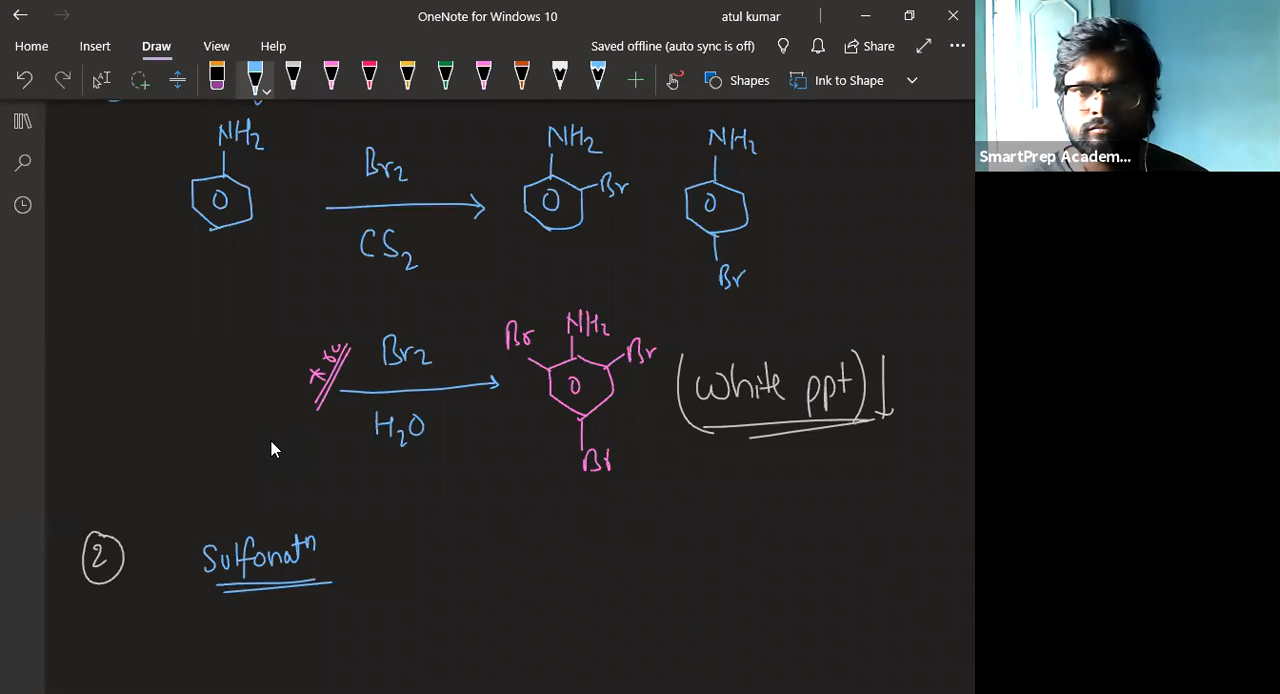 OneNote for Windows 10
atul kumar
Home
Insert
Draw
View
Help
Saved offline (auto sync is off)
Share
Shapes
Ink to Shape
SmartPrep Academ...
NH2
Br2
CS2
NH2
Br
NH2
Br
Br2
H2O
NH2
Br
Br
Br
(White ppt)↓
2
Sulfonatn